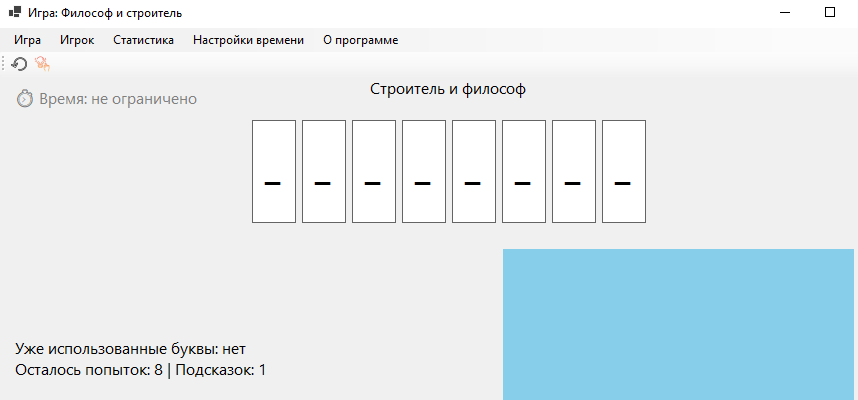 Игра: Философ и строитель
Игра Игрок Статистика Настройки времени О программе
Время: не ограничено
Строитель и философ
_ _ _ _ _ _ _ _
Уже использованные буквы: нет
Осталось попыток: 8 | Подсказок: 1